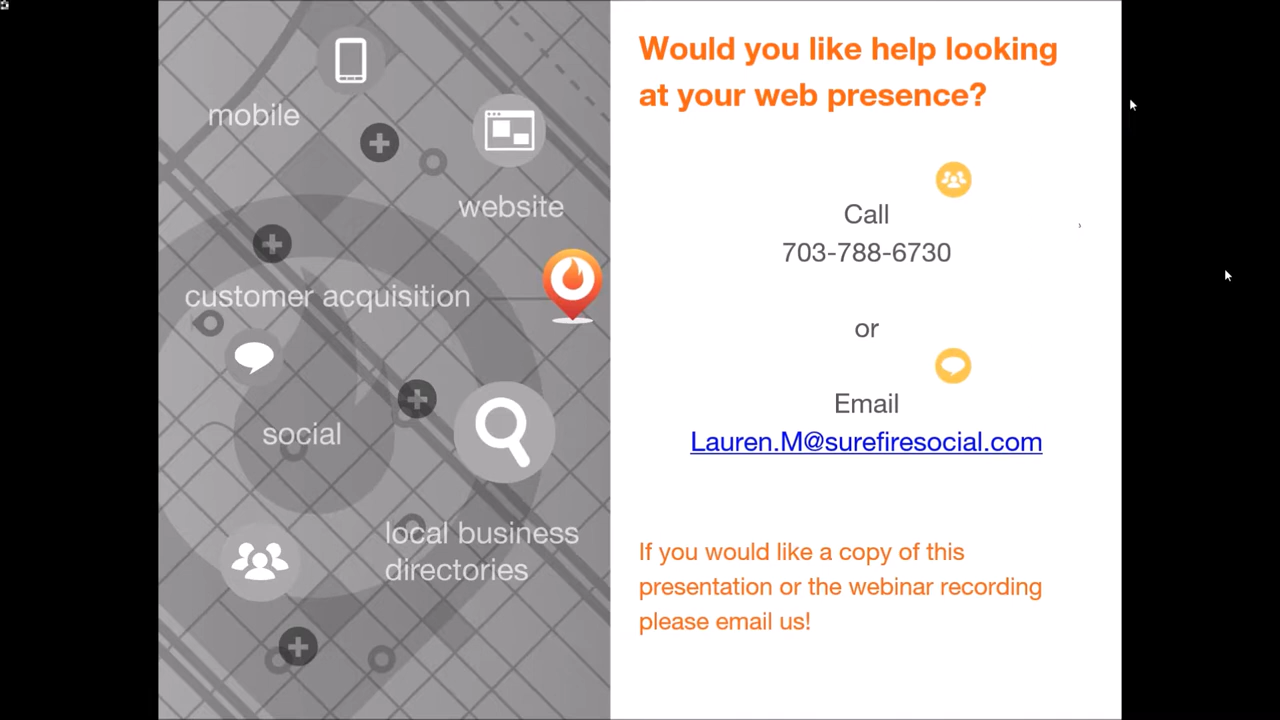 mobile
website
customer acquisition
social
local business
directories
Would you like help looking
at your web presence?
Call
703-788-6730
or
Email
Lauren.M@surefiresocial.com
If you would like a copy of this
presentation or the webinar recording
please email us!